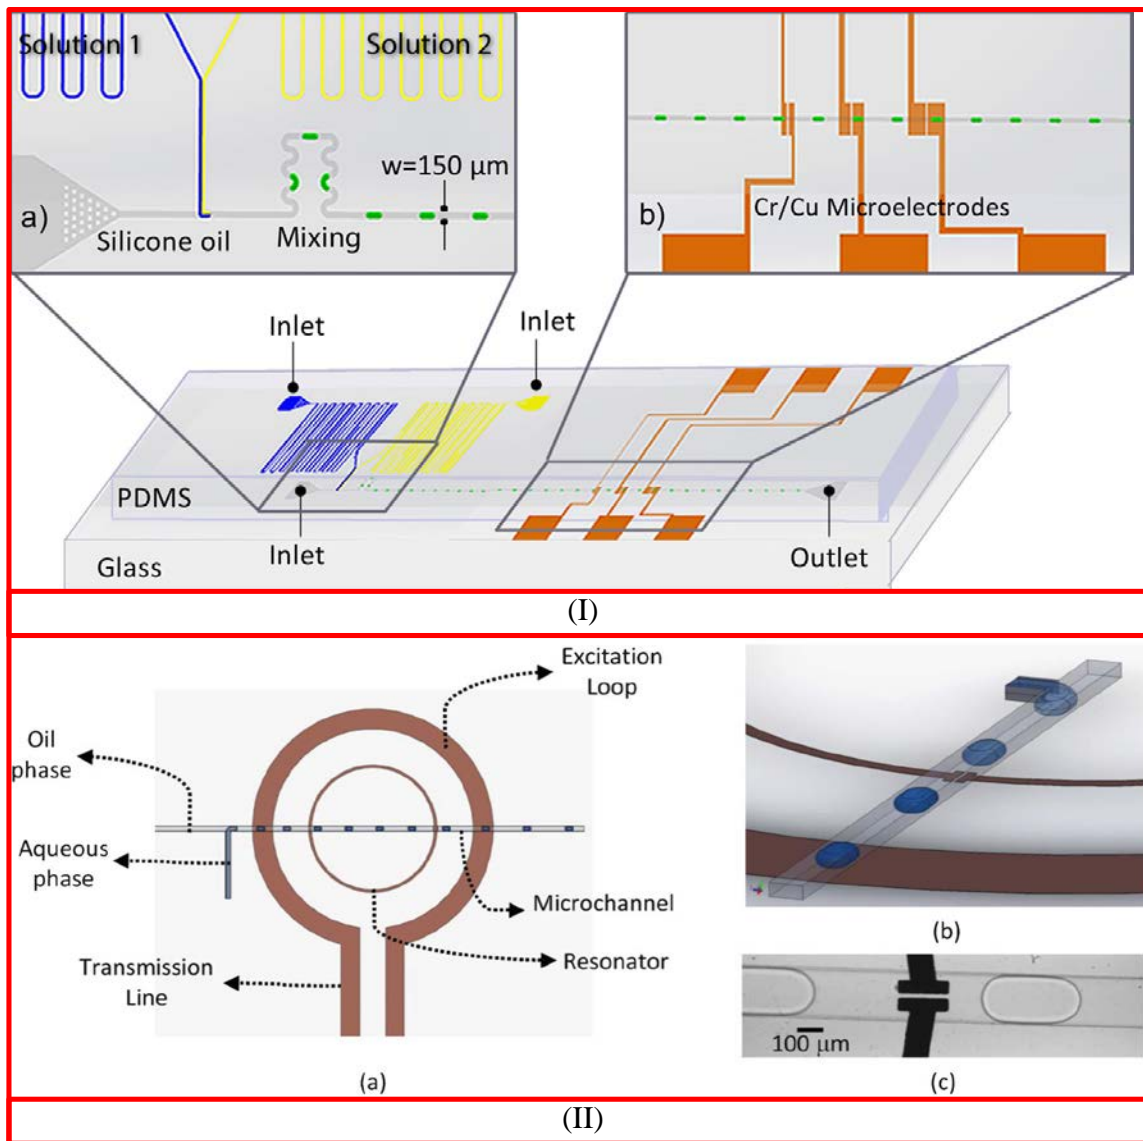 Solution 1
Solution 2
w=150 µm
a)
Silicone oil
Mixing
b)
Cr/Cu Microelectrodes
Inlet
Inlet
PDMS
Inlet
Outlet
Glass
(I)
Excitation
Loop
Oil
phase
Aqueous
phase
Microchannel
Resonator
Transmission
Line
(a)
(b)
100 µm
(c)
(II)